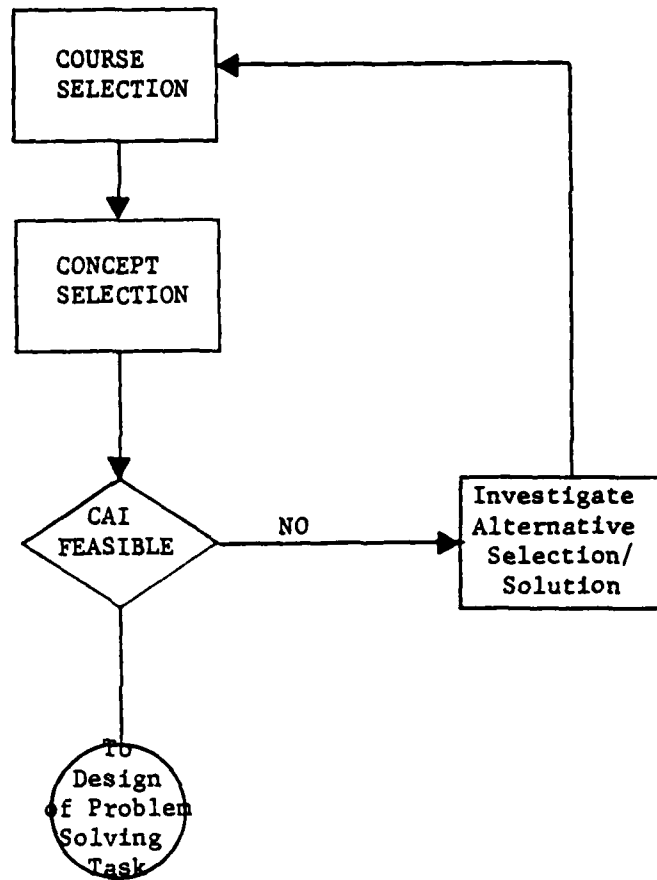 COURSE
SELECTION
CONCEPT
SELECTION
CAI
FEASIBLE
NO
Investigate
Alternative
Selection/
Solution
To
Design
of Problem
Solving
Task